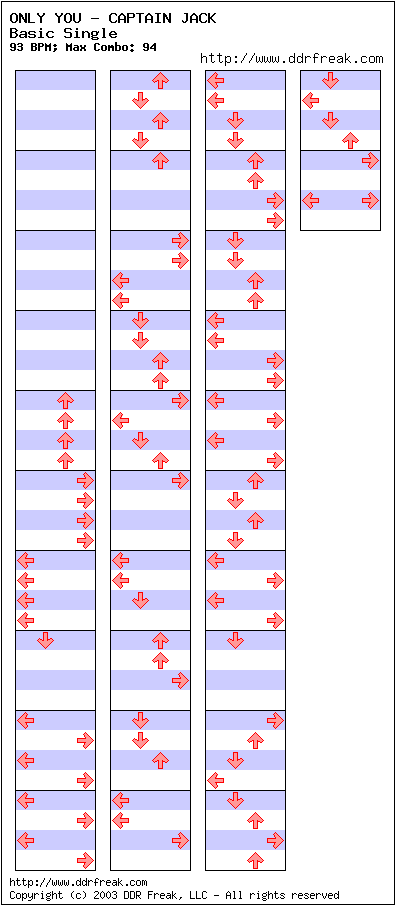 ONLY YOU - CAPTAIN JACK
Basic Single
93 BPM; Max Combo: 94
http://www.ddrfreak.com
http://www.ddrfreak.com
Copyright (c) 2003 DDR Freak, LLC - All rights reserved